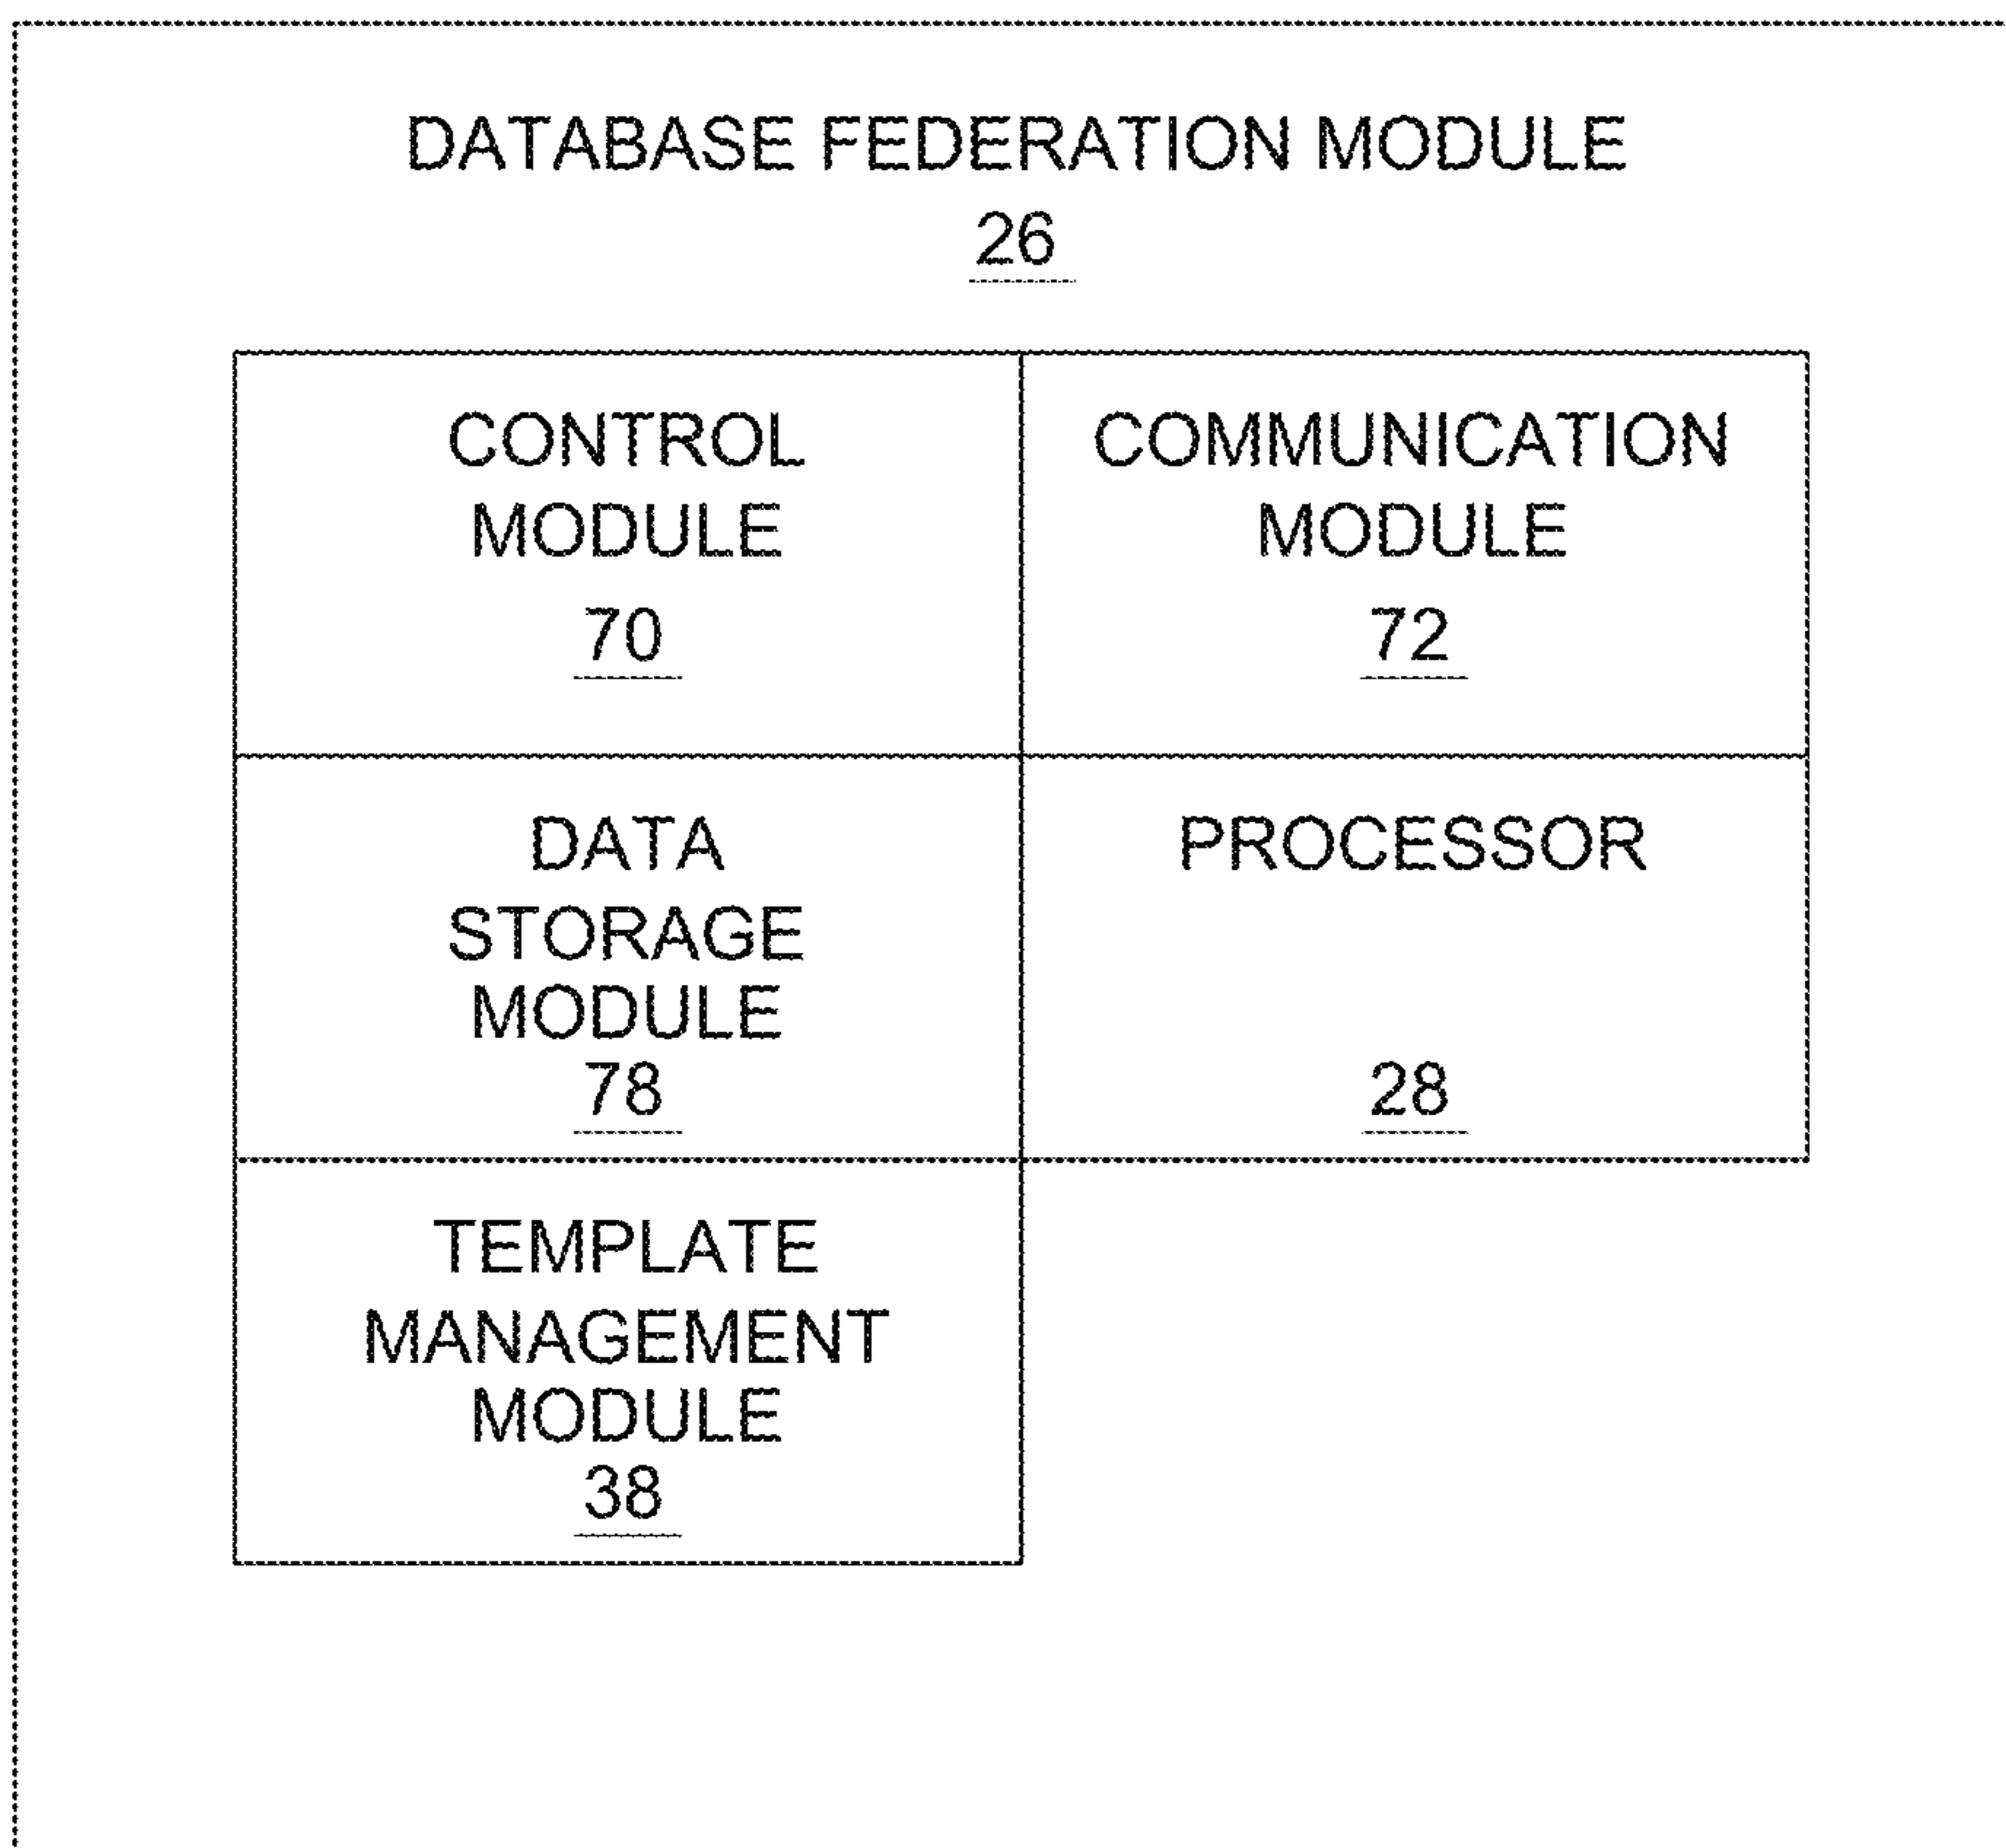 DATABASE FEDERATION MODULE
26
CONTROL
MODULE
70
COMMUNICATION
MODULE
72
DATA
STORAGE
MODULE
78
PROCESSOR
28
TEMPLATE
MANAGEMENT
MODULE
38